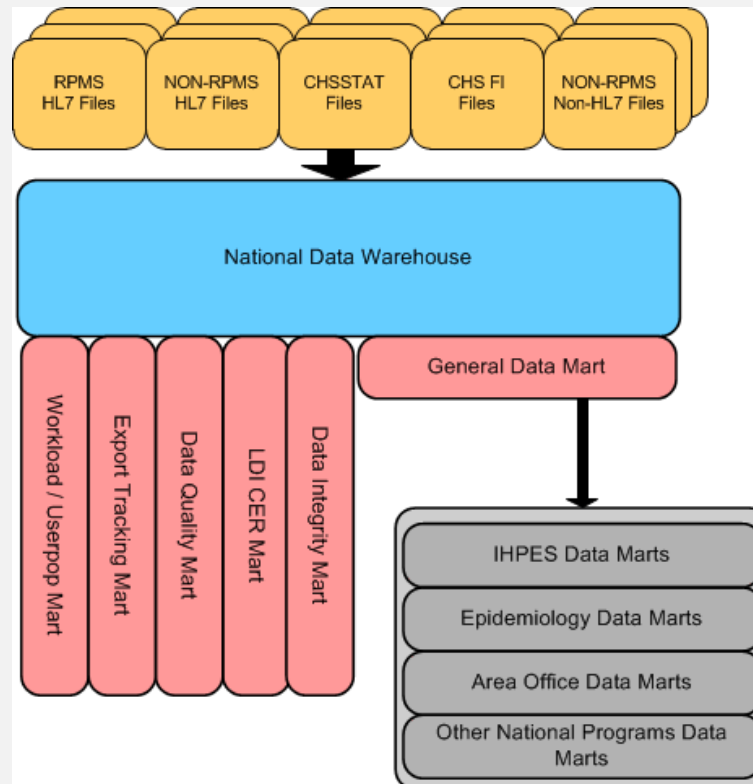 RPMS
HL7 Files
NON-RPMS
HL7 Files
CHSSTAT
Files
CHS FI
Files
NON-RPMS
Non-HL7 Files
National Data Warehouse
Workload / Userpop Mart
Export Tracking Mart
Data Quality Mart
LDI CER Mart
Data Integrity Mart
General Data Mart
IHPES Data Marts
Epidemiology Data Marts
Area Office Data Marts
Other National Programs Data
Marts